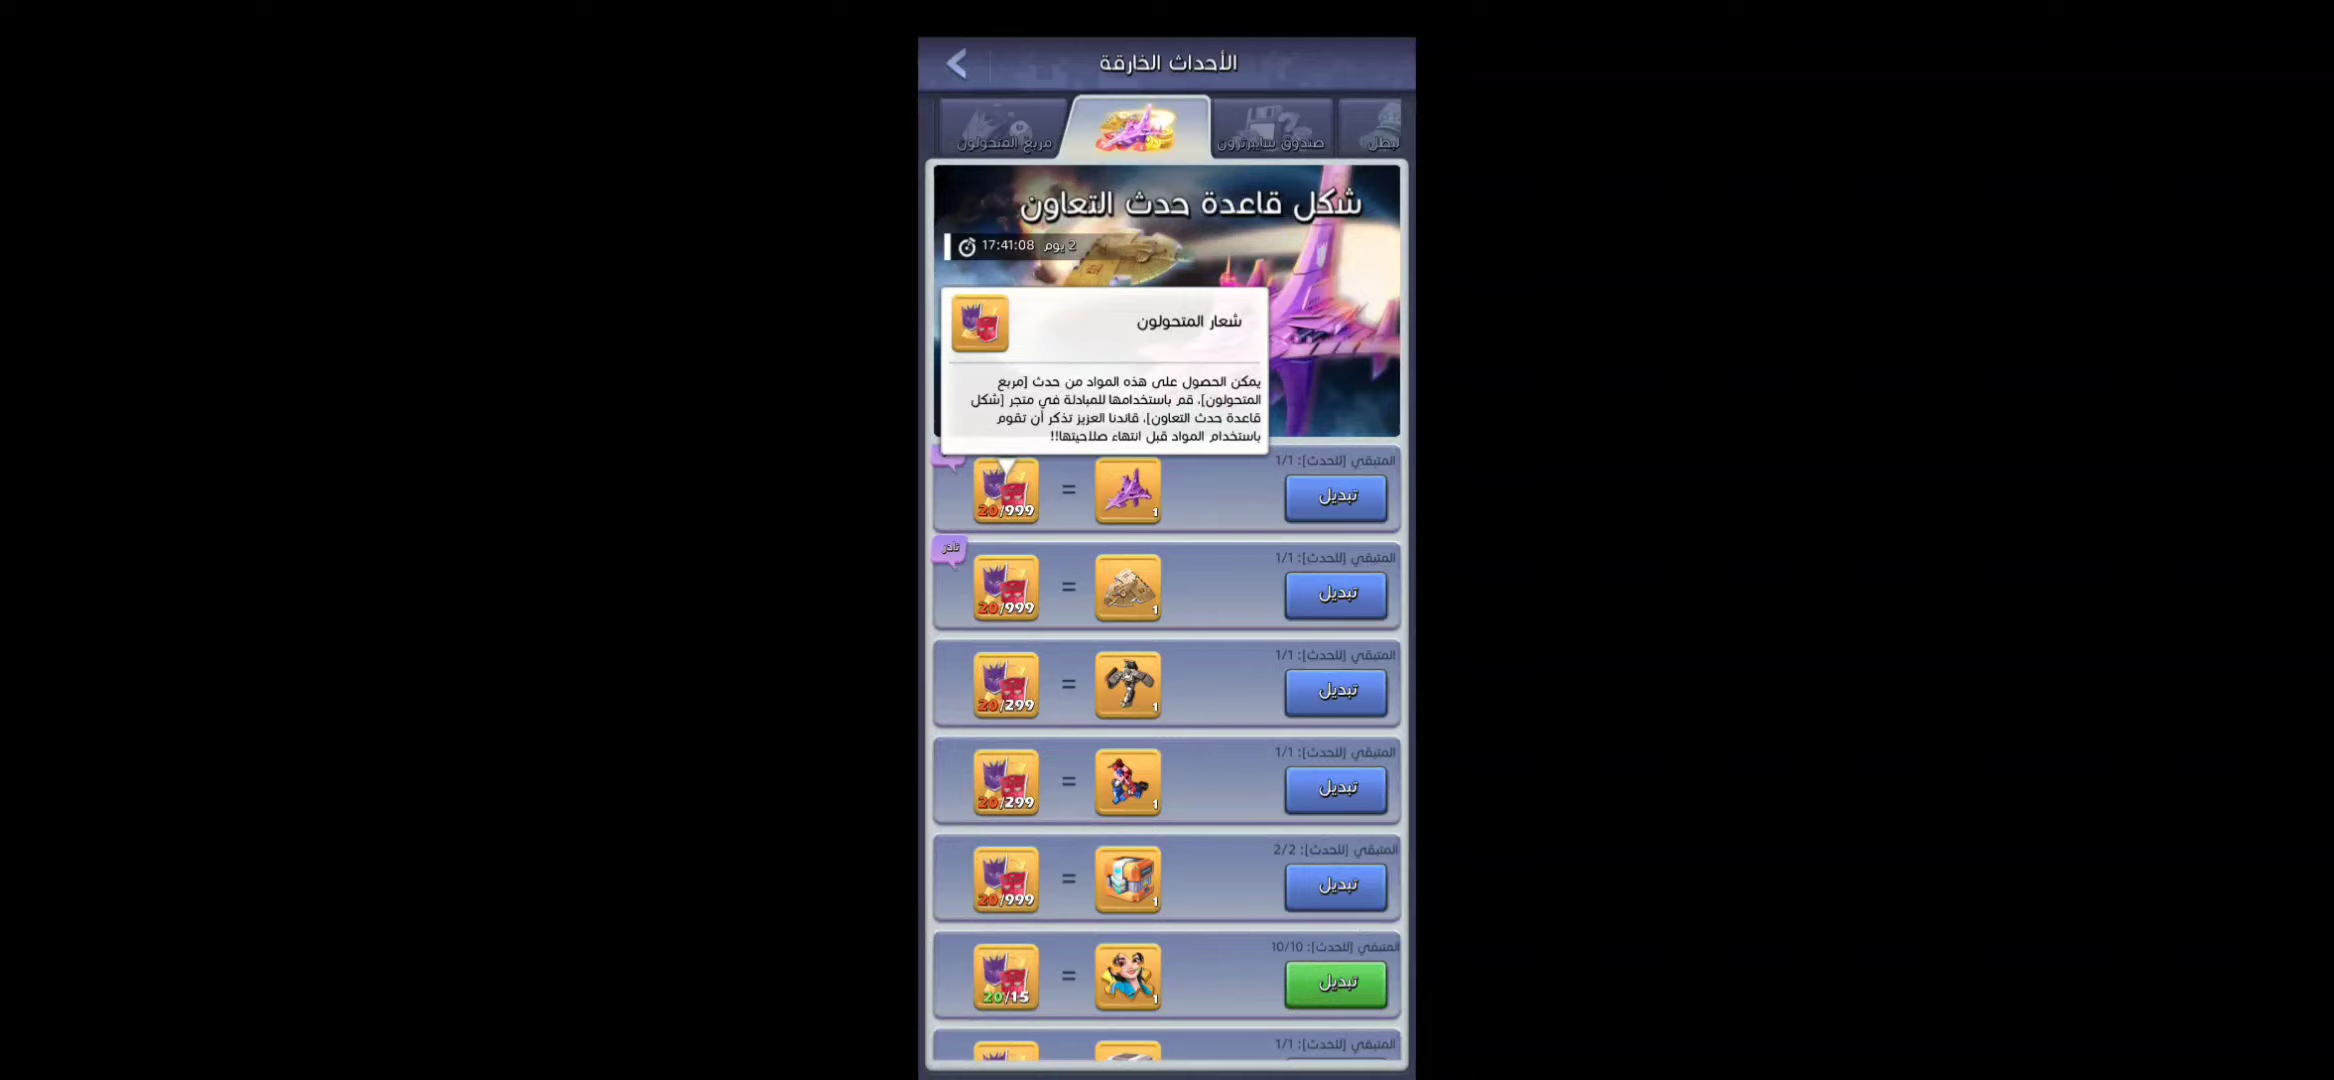 الأحداث الخارقة
مربع المتحولون
صندوق سايبرترون
لبطل
شكل قاعدة حدث التعاون
2 يوم 17:41:08
شعار المتحولون
يمكن الحصول على هذه المواد من حدث [مربع
المتحولون]، قم باستخدامها للمبادلة في متجر [شكل
قاعدة حدث التعاون]، قائدنا العزيز تذكر أن تقوم
باستخدام المواد قبل انتهاء صلاحيتها!!
المتبقي [للحدث]: 1/1
20/999
=
1
تبديل
نادر
المتبقي [للحدث]: 1/1
20/999
=
1
تبديل
المتبقي [للحدث]: 1/1
20/299
=
1
تبديل
المتبقي [للحدث]: 1/1
20/299
=
1
تبديل
المتبقي [للحدث]: 2/2
20/999
=
1
تبديل
المتبقي [للحدث]: 10/10
20/15
=
1
تبديل
المتبقي [للحدث]: 1/1